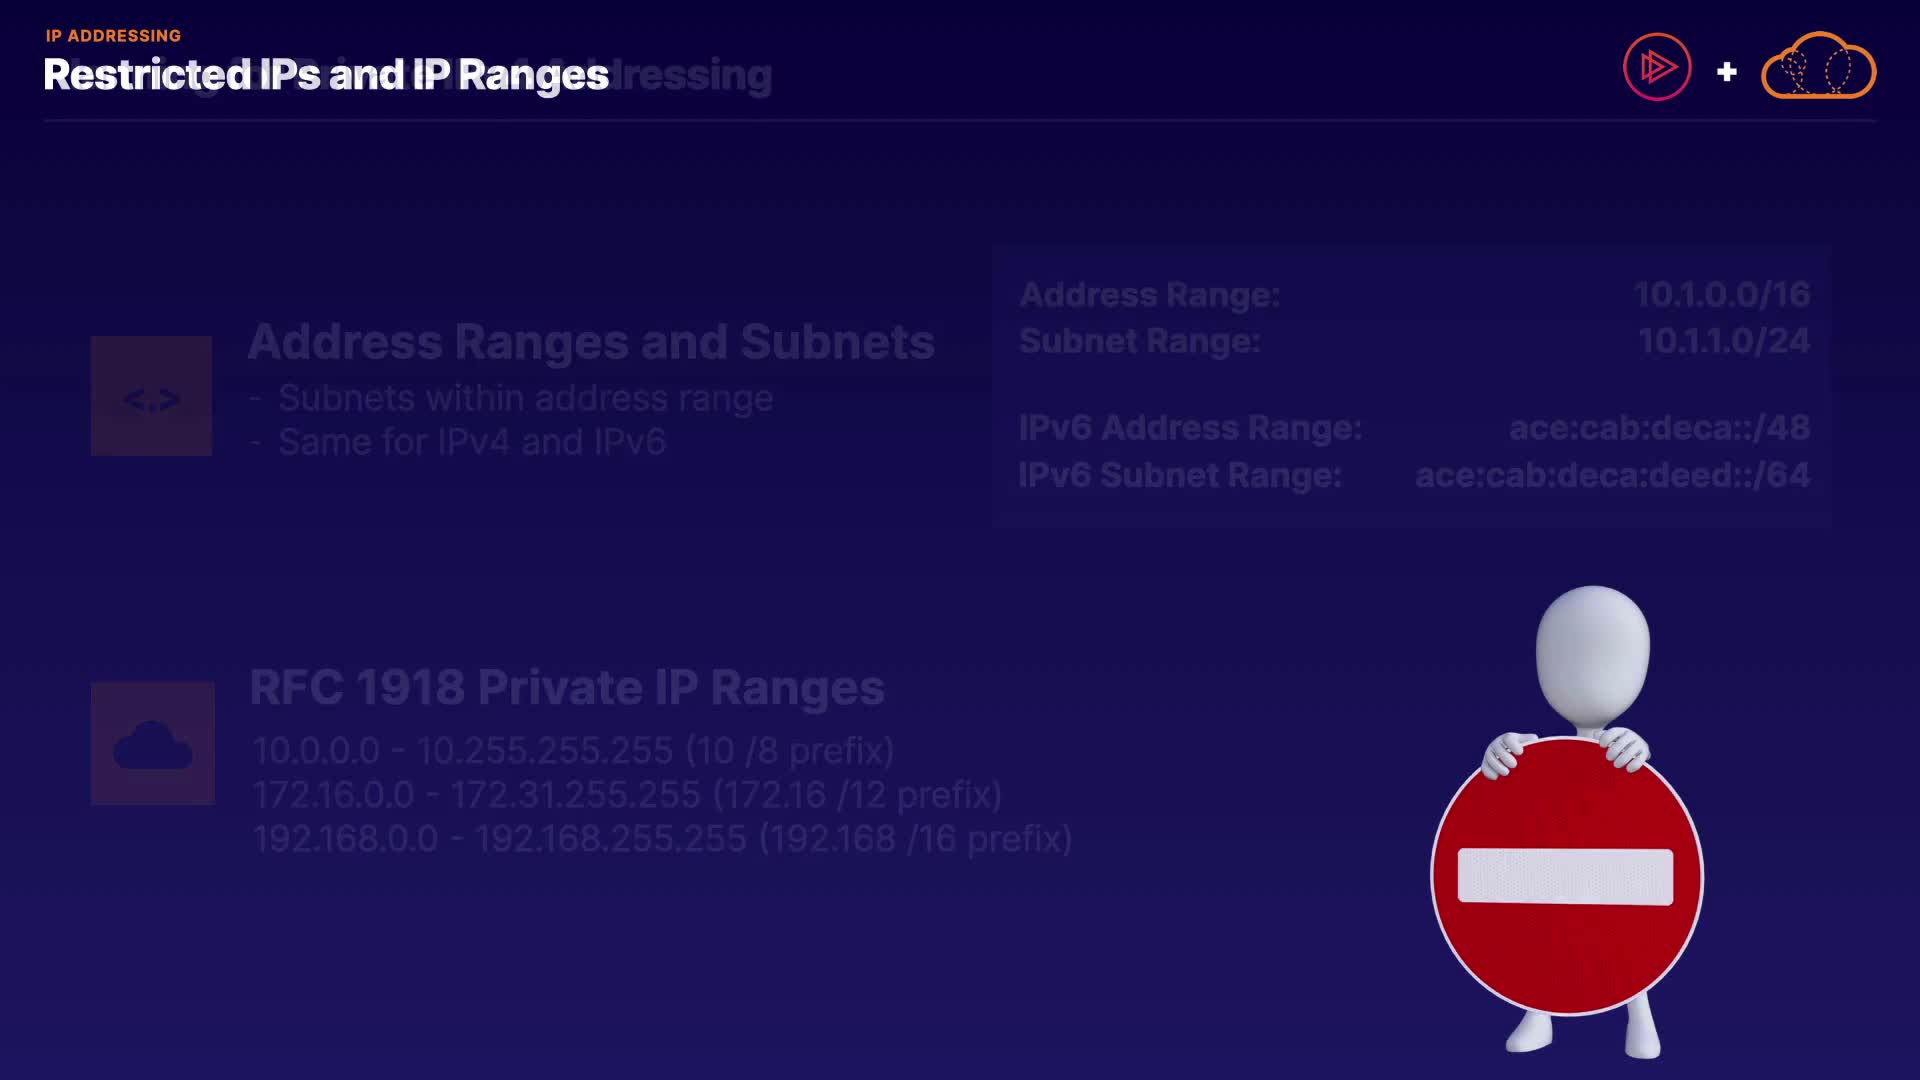 IP ADDRESSING
Restricted IPs and IP Ranges
Addressing
Address Ranges and Subnets
- Subnets within address range
- Same for IPv4 and IPv6
Address Range: 10.1.0.0/16
Subnet Range: 10.1.1.0/24
IPv6 Address Range: ace:cab:deca::/48
IPv6 Subnet Range: ace:cab:deca:deed::/64
RFC 1918 Private IP Ranges
10.0.0.0 - 10.255.255.255 (10 /8 prefix)
172.16.0.0 - 172.31.255.255 (172.16 /12 prefix)
192.168.0.0 - 192.168.255.255 (192.168 /16 prefix)